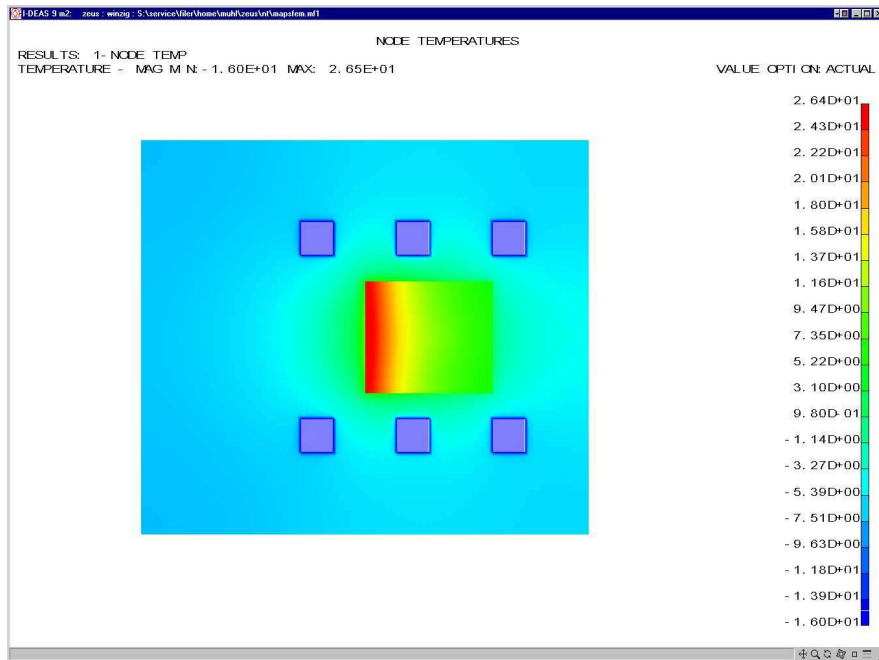 I-DEAS 9 m2: zeus : winzig : S:\service\filer\home\muhl\zeus\nt\mapsfem.mf1
NODE TEMPERATURES
RESULTS: 1- NODE TEMP
TEMPERATURE - MAG MIN:-1.60E+01 MAX: 2.65E+01
VALUE OPTION:ACTUAL
2.64D+01
2.43D+01
2.22D+01
2.01D+01
1.80D+01
1.58D+01
1.37D+01
1.16D+01
9.47D+00
7.35D+00
5.22D+00
3.10D+00
9.80D-01
-1.14D+00
-3.27D+00
-5.39D+00
-7.51D+00
-9.63D+00
-1.18D+01
-1.39D+01
-1.60D+01